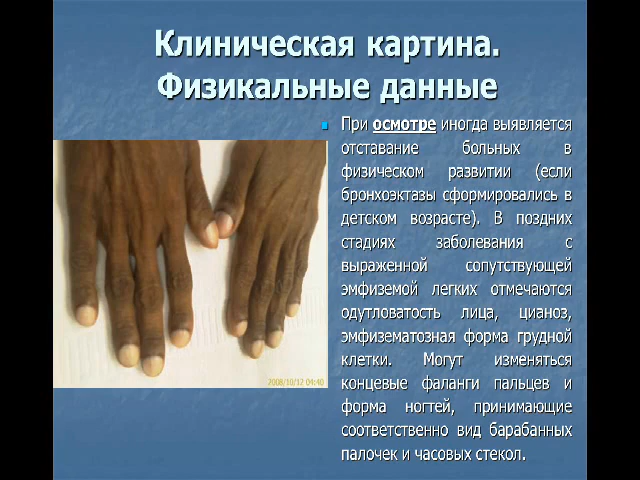 Клиническая картина.
Физикальные данные
При осмотре иногда выявляется
отставание больных в
физическом развитии (если
бронхоэктазы сформировались в
детском возрасте). В поздних
стадиях заболевания с
выраженной сопутствующей
эмфиземой легких отмечаются
одутловатость лица, цианоз,
эмфизематозная форма грудной
клетки. Могут изменяться
концевые фаланги пальцев и
форма ногтей, принимающие
соответственно вид барабанных
палочек и часовых стекол.
2008/10/12 04:40